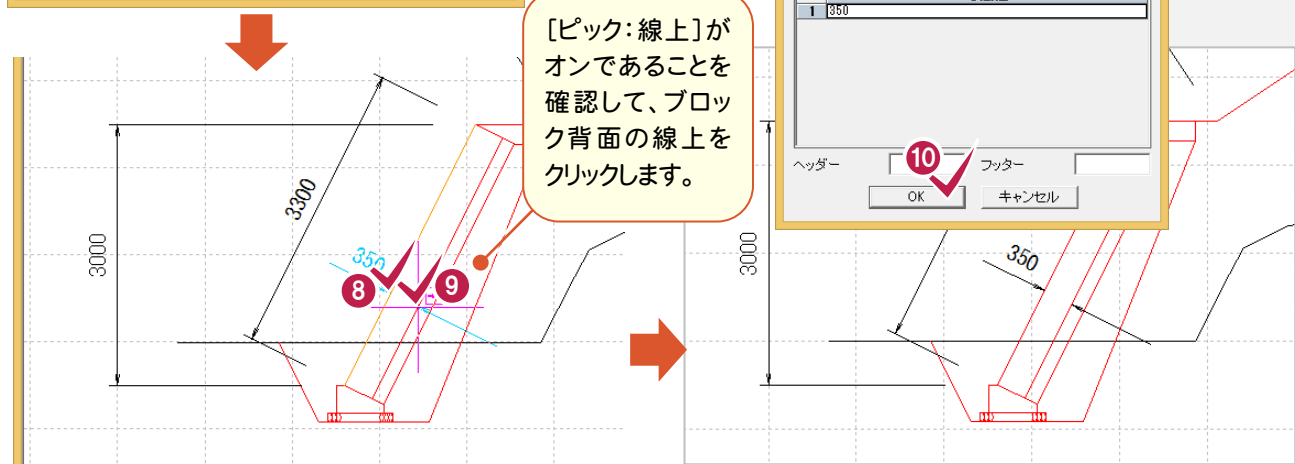 [ピック:線上]が
オンであることを
確認して、ブロッ
ク背面の線上を
クリックします。
1 350
ヘッダー
フッター
10
OK
キャンセル
3300
3000
350
8
9
3000
350